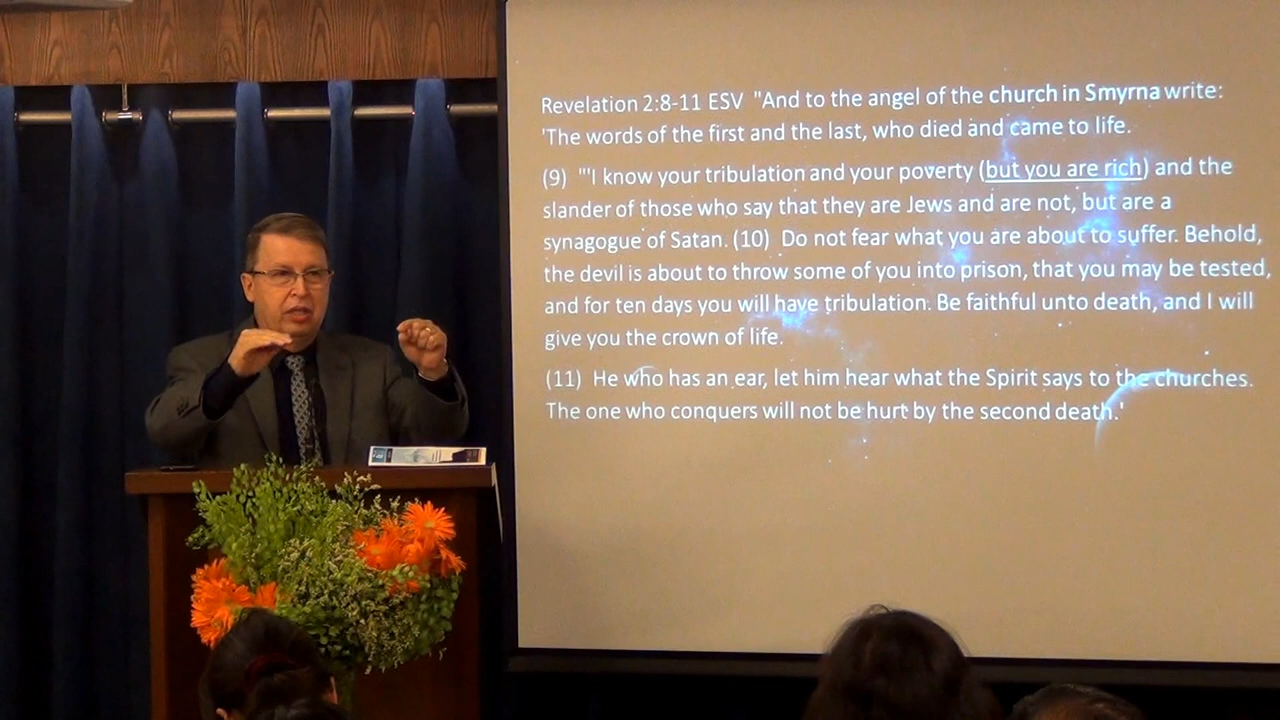 Revelation 2:8-11 ESV "And to the angel of the church in Smyrna write:
'The words of the first and the last, who died and came to life.
(9) "'I know your tribulation and your poverty (but you are rich) and the
slander of those who say that they are Jews and are not, but are a
synagogue of Satan. (10) Do not fear what you are about to suffer. Behold,
the devil is about to throw some of you into prison, that you may be tested,
and for ten days you will have tribulation. Be faithful unto death, and I will
give you the crown of life.
(11) He who has an ear, let him hear what the Spirit says to the churches.
The one who conquers will not be hurt by the second death.'